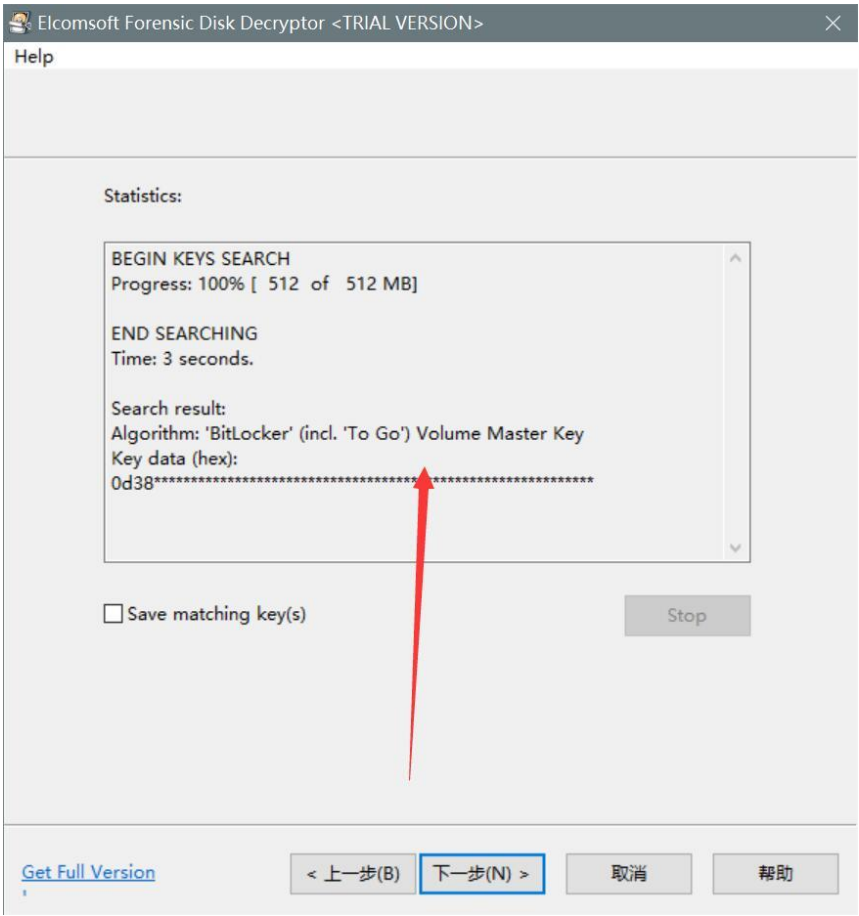 Elcomsoft Forensic Disk Decryptor <TRIAL VERSION>
Help
Statistics:
BEGIN KEYS SEARCH
Progress: 100% [ 512 of 512 MB]
END SEARCHING
Time: 3 seconds.
Search result:
Algorithm: 'BitLocker' (incl. 'To Go') Volume Master Key
Key data (hex):
0d38************************************************************
Save matching key(s)
Stop
Get Full Version
< 上一步(B)
下一步(N) >
取消
帮助